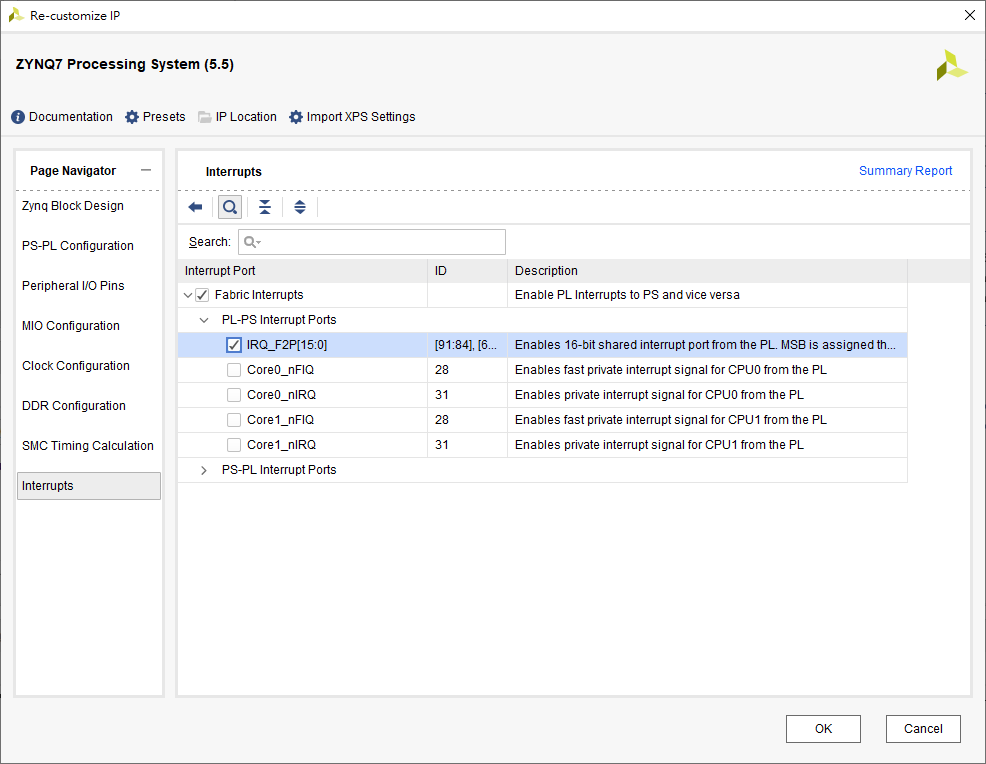 Re-customize IP
ZYNQ7 Processing System (5.5)
Documentation Presets IP Location Import XPS Settings
Page Navigator
Zynq Block Design
PS-PL Configuration
Peripheral I/O Pins
MIO Configuration
Clock Configuration
DDR Configuration
SMC Timing Calculation
Interrupts
Interrupts Summary Report
Search:
Interrupt Port ID Description
Fabric Interrupts Enable PL Interrupts to PS and vice versa
PL-PS Interrupt Ports
IRQ_F2P[15:0] [91:84], [6... Enables 16-bit shared interrupt port from the PL. MSB is assigned th...
Core0_nFIQ 28 Enables fast private interrupt signal for CPU0 from the PL
Core0_nIRQ 31 Enables private interrupt signal for CPU0 from the PL
Core1_nFIQ 28 Enables fast private interrupt signal for CPU1 from the PL
Core1_nIRQ 31 Enables private interrupt signal for CPU1 from the PL
PS-PL Interrupt Ports
OK Cancel